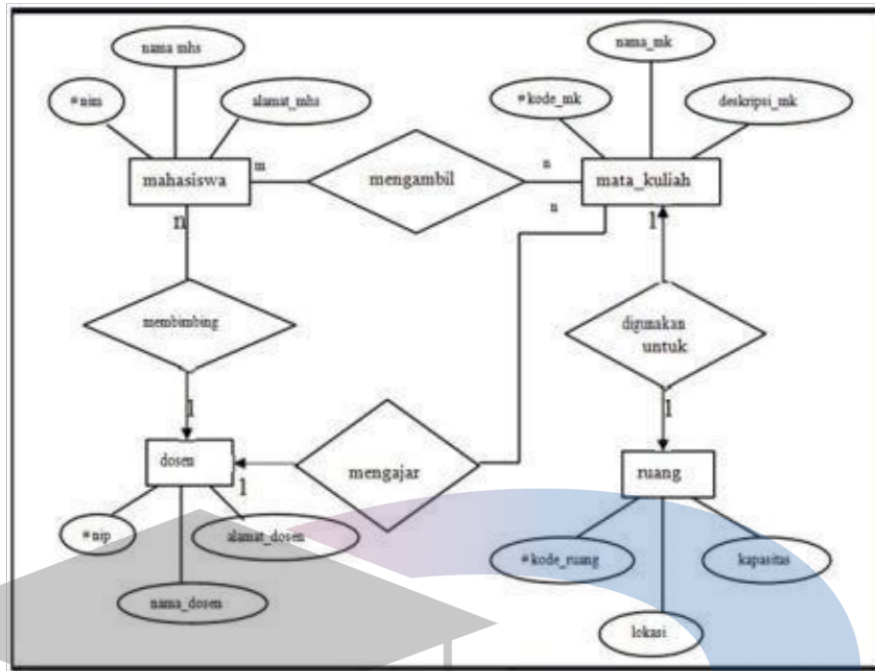 nama mhs
nama_mk
#nim
alamat_mhs
#kode_mk
deskripsi_mk
mahasiswa
m
mengambil
n
mata_kuliah
n
n
1
membimbing
digunakan
untuk
1
1
dosen
mengajar
ruang
1
#nip
alamat_dosen
#kode_ruang
kapasitas
nama_dosen
lokasi